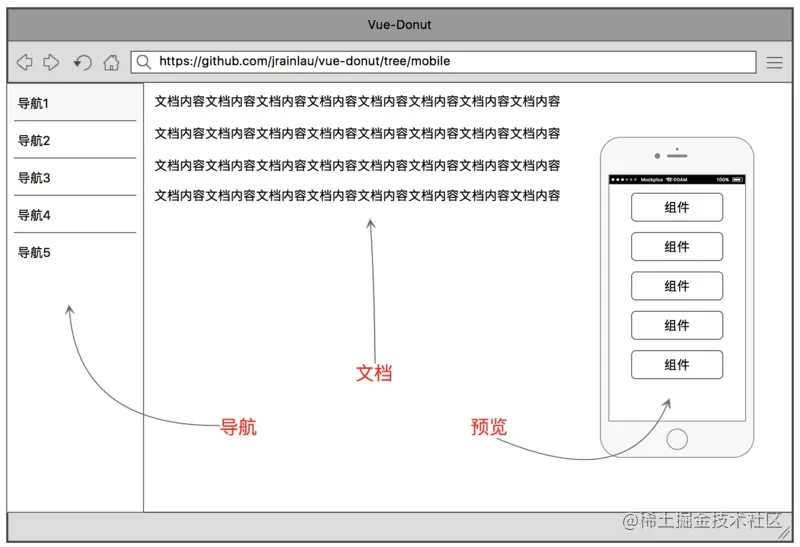 Vue-Donut
https://github.com/jrainlau/vue-donut/tree/mobile
导航1
导航2
导航3
导航4
导航5
文档内容文档内容文档内容文档内容文档内容文档内容文档内容文档内容
文档内容文档内容文档内容文档内容文档内容文档内容文档内容文档内容
文档内容文档内容文档内容文档内容文档内容文档内容文档内容文档内容
文档内容文档内容文档内容文档内容文档内容文档内容文档内容文档内容
Mockplus 100%
组件
组件
组件
组件
组件
文档
导航
预览
@稀土掘金技术社区